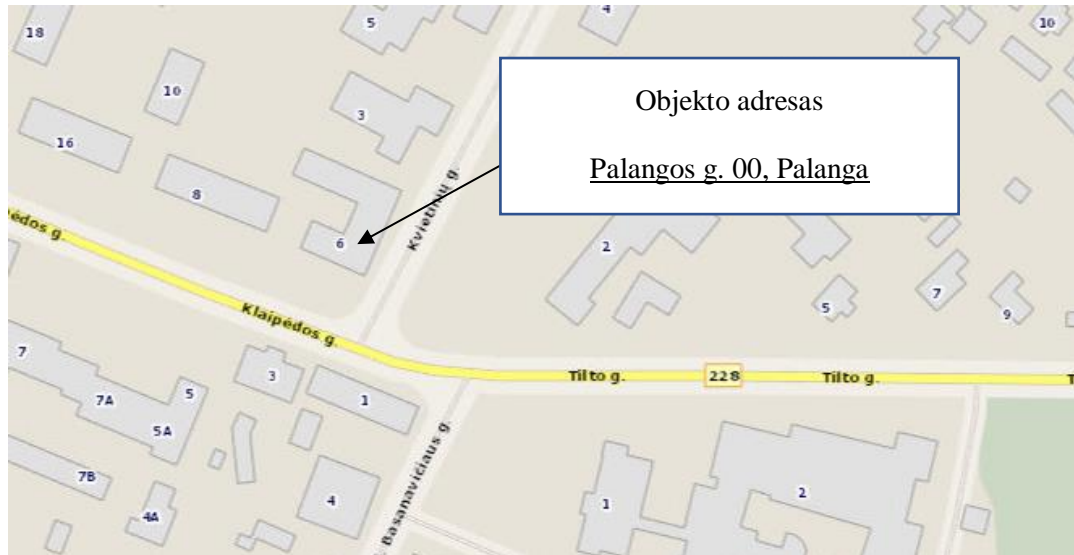 18
5
4
10
10
3
16
8
Objekto adresas
Palangos g. 00, Palanga
6
Kvietinių g.
2
ėdos g.
5
7
9
Klaipėdos g.
7
3
5
1
7A
5A
Tilto g.
228
Tilto g.
T
7B
4A
4
. Basanavičiaus g.
1
2